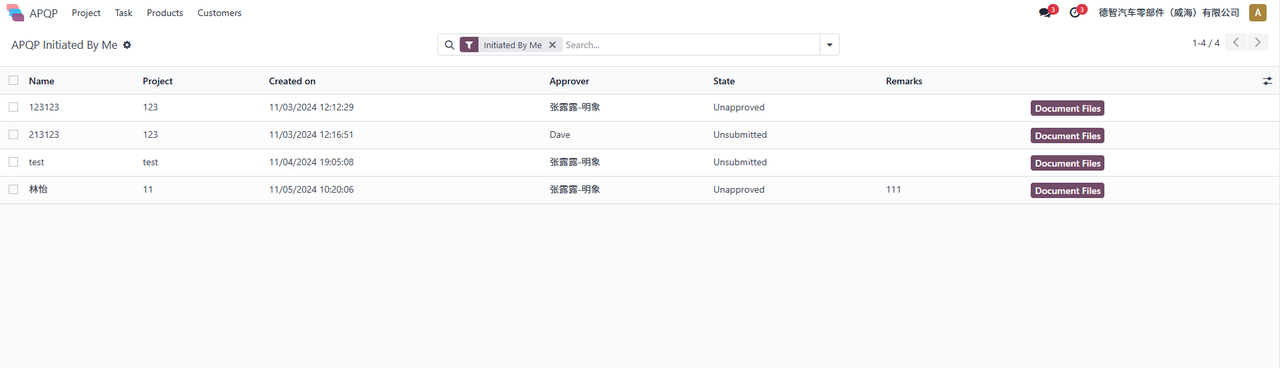 APQP Project Task Products Customers 3 3 德智汽车零部件（威海）有限公司 A
APQP Initiated By Me Initiated By Me Search... 1-4 / 4
Name Project Created on Approver State Remarks
123123 123 11/03/2024 12:12:29 张露露-明象 Unapproved Document Files
213123 123 11/03/2024 12:16:51 Dave Unsubmitted Document Files
test test 11/04/2024 19:05:08 张露露-明象 Unsubmitted Document Files
林怡 11 11/05/2024 10:20:06 张露露-明象 Unapproved 111 Document Files